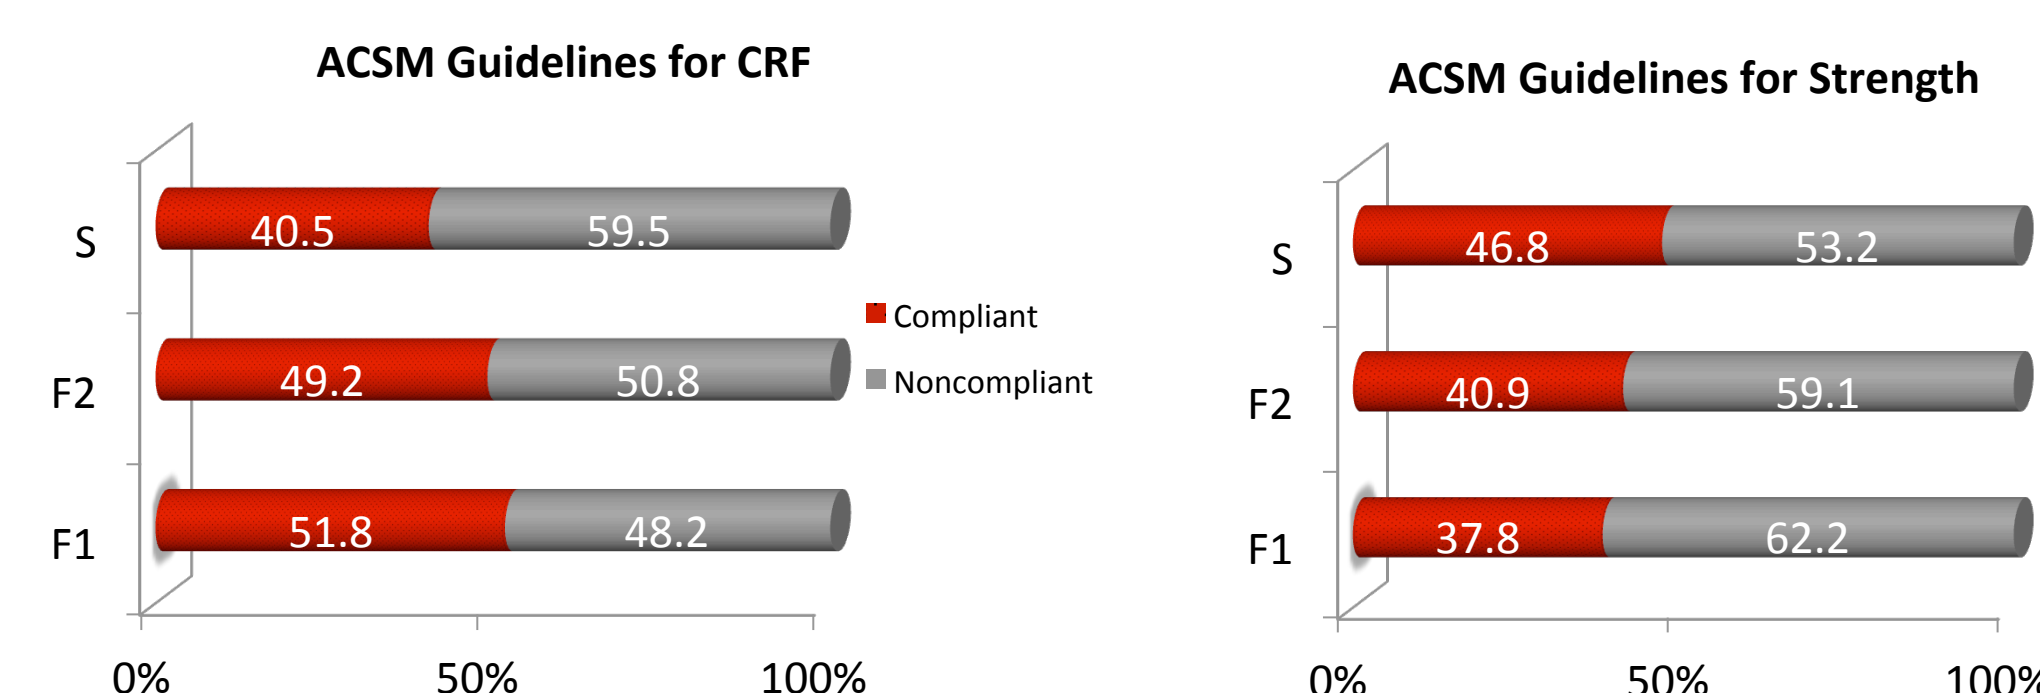 ACSM Guidelines for CRF
S
40.5 59.5
F2
49.2 50.8
F1
51.8 48.2
0% 50% 100%
Compliant
Noncompliant
ACSM Guidelines for Strength
S
46.8 53.2
F2
40.9 59.1
F1
37.8 62.2
0% 50% 100%